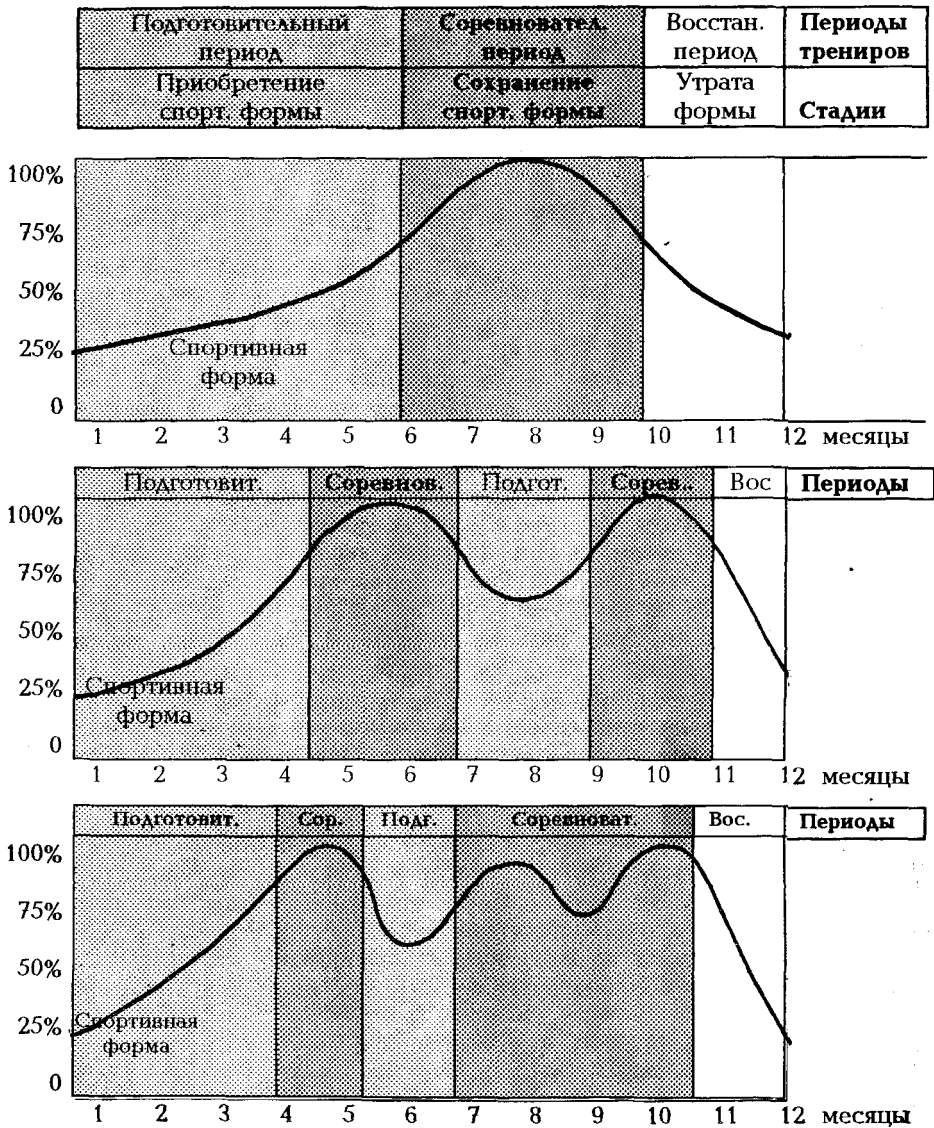 Подготовительный период
Соревновател. период
Восстан. период
Периоды трениров
Приобретение спорт. формы
Сохранение спорт. формы
Утрата формы
Стадии
100%
75%
50%
25%
0
Спортивная
форма
1 2 3 4 5 6 7 8 9 10 11 12 месяцы
Подготовит. Соревнов. Подгот. Сорев.. Вос Периоды
100%
75%
50%
25%
0
Спортивная
форма
1 2 3 4 5 6 7 8 9 10 11 12 месяцы
Подготовит. Сор. Подг. Соревноват. Вос. Периоды
100%
75%
50%
25%
0
Спортивная
форма
1 2 3 4 5 6 7 8 9 10 11 12 месяцы